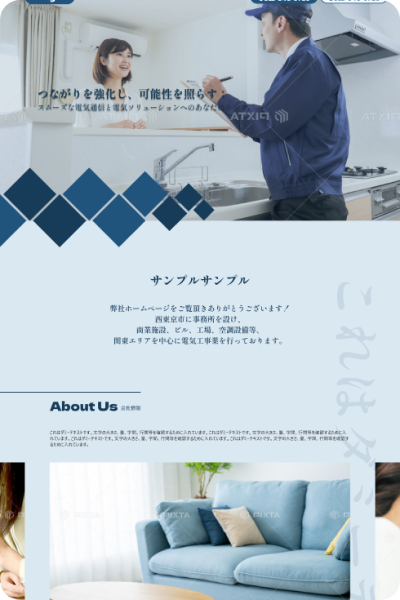 つながりを強化し、可能性を照らす：
スムーズな電気通信と電気ソリューションへのあなた
サンプルサンプル
弊社ホームページをご覧頂きありがとうございます！
西東京市に事務所を設け、
商業施設、ビル、工場、空調設備等、
関東エリアを中心に電気工事業を行っております。
これはダミー
About Us 会社情報
これはダミーテキストです。文字の大きさ、量、字間、行間等を確認するために入れています。これはダミーテキストです。文字の大きさ、量、字間、行間等を確認するために入
れています。これはダミーテキストです。文字の大きさ、量、字間、行間等を確認するために入れています。これはダミーテキストです。文字の大きさ、量、字間、行間等を確認す
るために入れています。
PIXTA
PIXTA
PIXTA